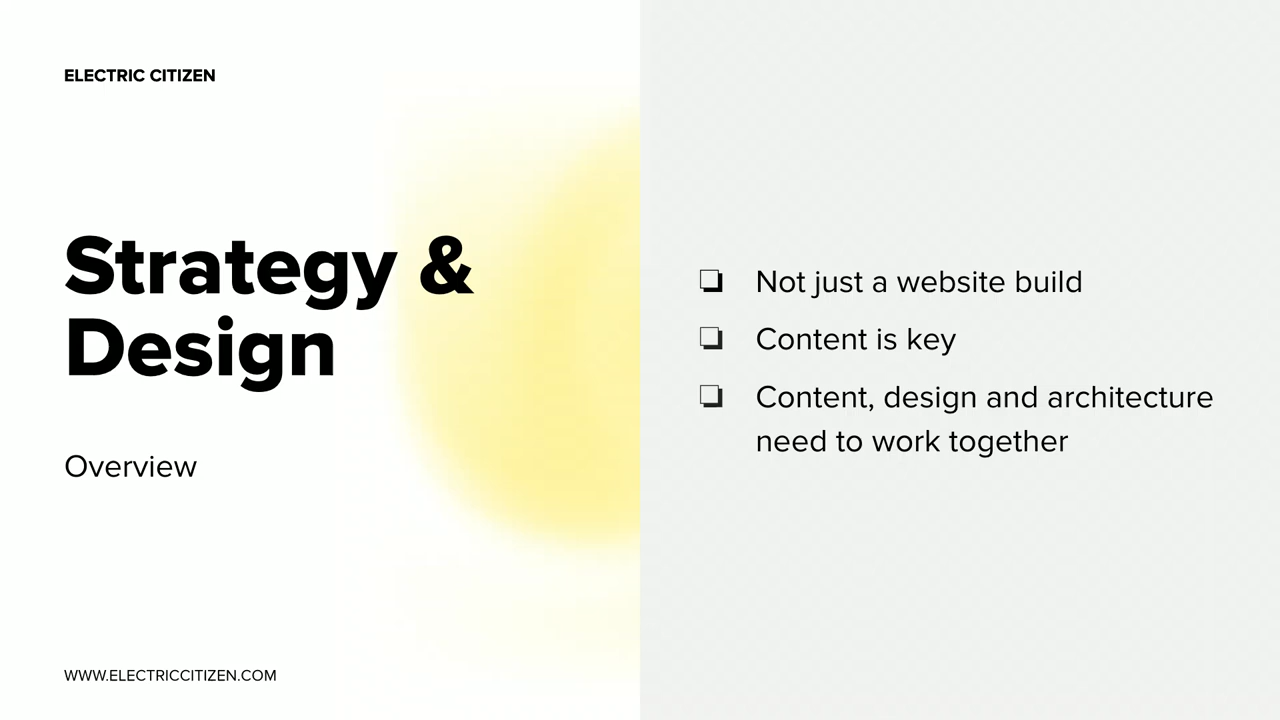 ELECTRIC CITIZEN
Strategy &
Design
Overview
WWW.ELECTRICCITIZEN.COM
❏ Not just a website build
❏ Content is key
❏ Content, design and architecture
need to work together